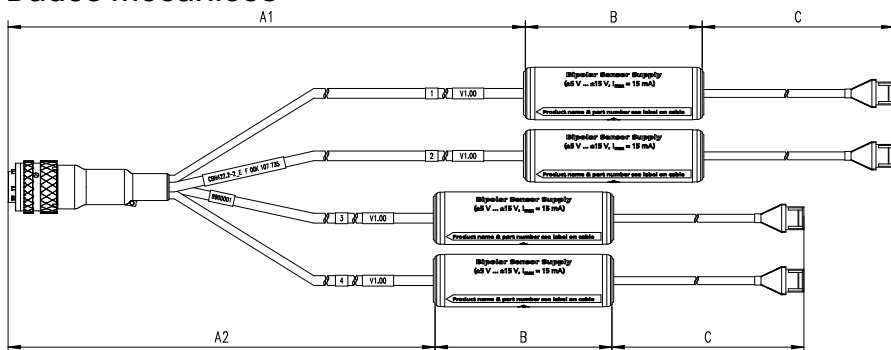 A1
B
C
Bipolar Sensor Supply
(±5 V ... ±15 V, Imax = 15 mA)
Product name & part number see label on cable
1
V1.00
Bipolar Sensor Supply
(±5 V ... ±15 V, Imax = 15 mA)
Product name & part number see label on cable
2
V1.00
F 00K 107 735
9900001
Bipolar Sensor Supply
(±5 V ... ±15 V, Imax = 15 mA)
Product name & part number see label on cable
3
V1.00
Bipolar Sensor Supply
(±5 V ... ±15 V, Imax = 15 mA)
Product name & part number see label on cable
4
V1.00
A2
B
C